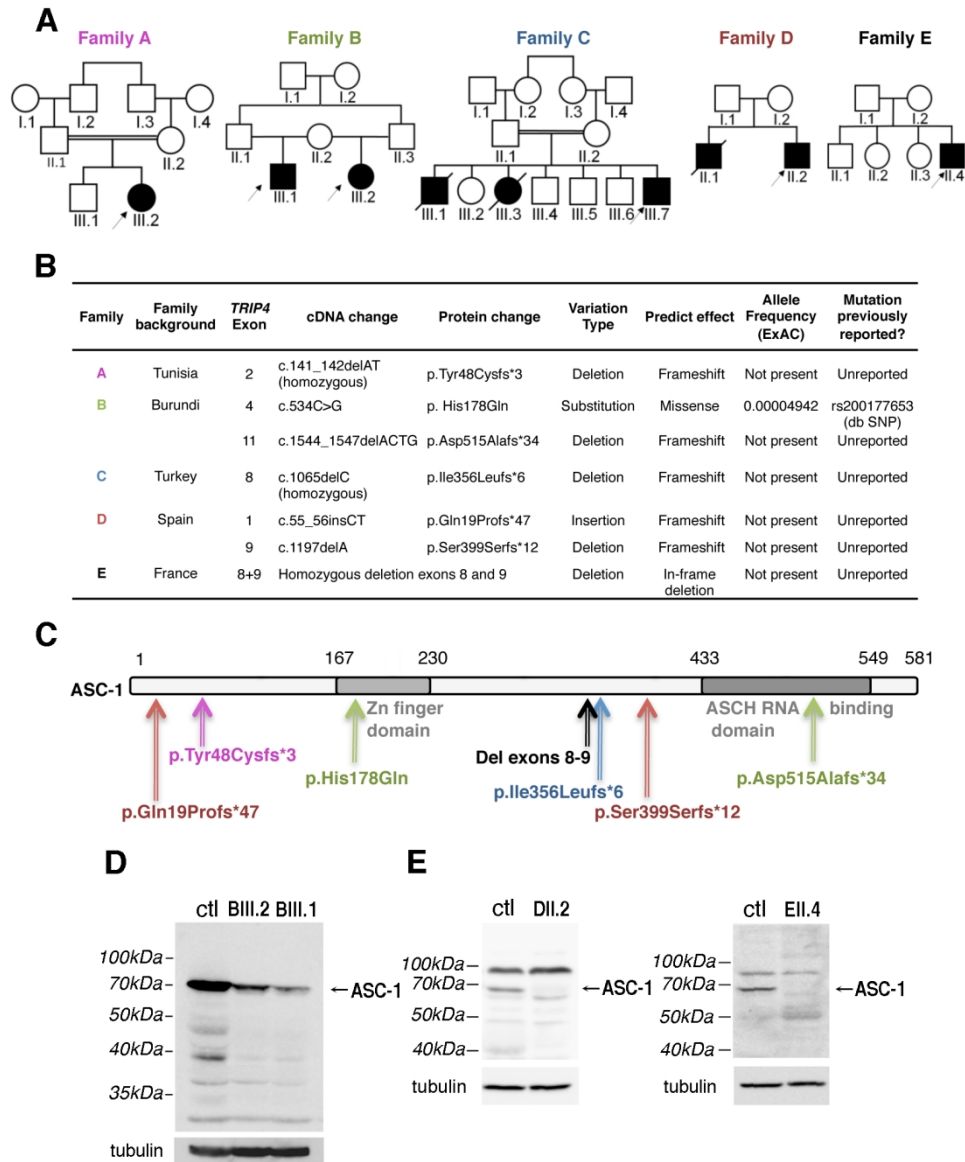 A
Family A Family B Family C Family D Family E
I.1 I.2 I.3 I.4
II.1 II.2
III.1 III.2
I.1 I.2
II.1 II.2 II.3
III.1 III.2
I.1 I.2 I.3 I.4
II.1 II.2
III.1 III.2 III.3 III.4 III.5 III.6 III.7
I.1 I.2
II.1 II.2
I.1 I.2
II.1 II.2 II.3 II.4
B
Family Family background TRIP4 Exon cDNA change Protein change Variation Type Predict effect Allele Frequency (ExAC) Mutation previously reported?
A Tunisia 2 c.141_142delAT (homozygous) p.Tyr48Cysfs*3 Deletion Frameshift Not present Unreported
B Burundi 4 c.534C>G p. His178Gln Substitution Missense 0.00004942 rs200177653 (db SNP)
11 c.1544_1547delACTG p.Asp515Alafs*34 Deletion Frameshift Not present Unreported
C Turkey 8 c.1065delC (homozygous) p.Ile356Leufs*6 Deletion Frameshift Not present Unreported
D Spain 1 c.55_56insCT p.Gln19Profs*47 Insertion Frameshift Not present Unreported
9 c.1197delA p.Ser399Serfs*12 Deletion Frameshift Not present Unreported
E France 8+9 Homozygous deletion exons 8 and 9 Deletion In-frame deletion Not present Unreported
C
1 167 230 433 549 581
ASC-1
Zn finger domain
ASCH RNA binding domain
p.Tyr48Cysfs*3
p.His178Gln
Del exons 8-9
p.Asp515Alafs*34
p.Ile356Leufs*6
p.Gln19Profs*47
p.Ser399Serfs*12
D
ctl BIII.2 BIII.1
100kDa
70kDa
←ASC-1
50kDa
40kDa
35kDa
tubulin
E
ctl DII.2
100kDa
70kDa
←ASC-1
50kDa
40kDa
tubulin
ctl EII.4
100kDa
70kDa
←ASC-1
50kDa
40kDa
tubulin